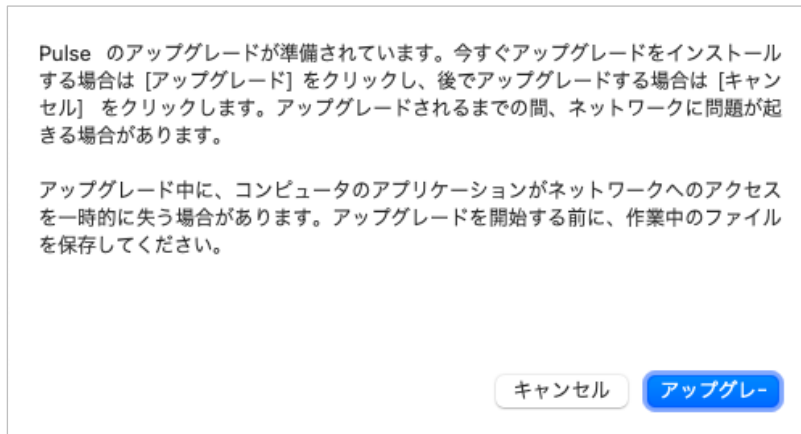 Pulse のアップグレードが準備されています。今すぐアップグレードをインストール
する場合は [アップグレード] をクリックし、後でアップグレードする場合は [キャン
セル] をクリックします。アップグレードされるまでの間、ネットワークに問題が起
きる場合があります。
アップグレード中に、コンピュータのアプリケーションがネットワークへのアクセス
を一時的に失う場合があります。アップグレードを開始する前に、作業中のファイル
を保存してください。
キャンセル アップグレー